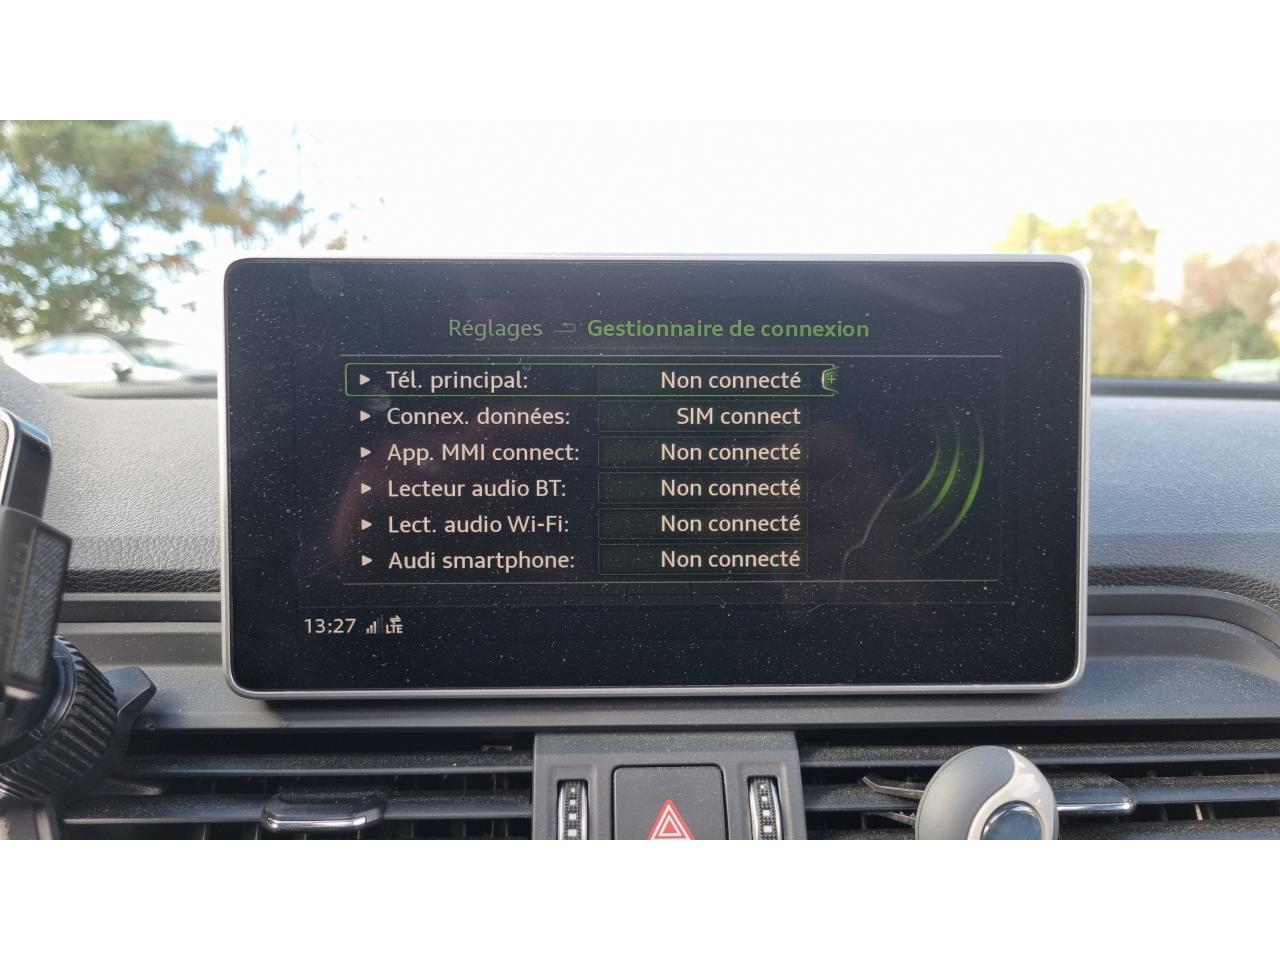 Réglages Gestionnaire de connexion
Tél. principal: Non connecté
Connex. données: SIM connect
App. MMI connect: Non connecté
Lecteur audio BT: Non connecté
Lect. audio Wi-Fi: Non connecté
Audi smartphone: Non connecté
13:27 LTE